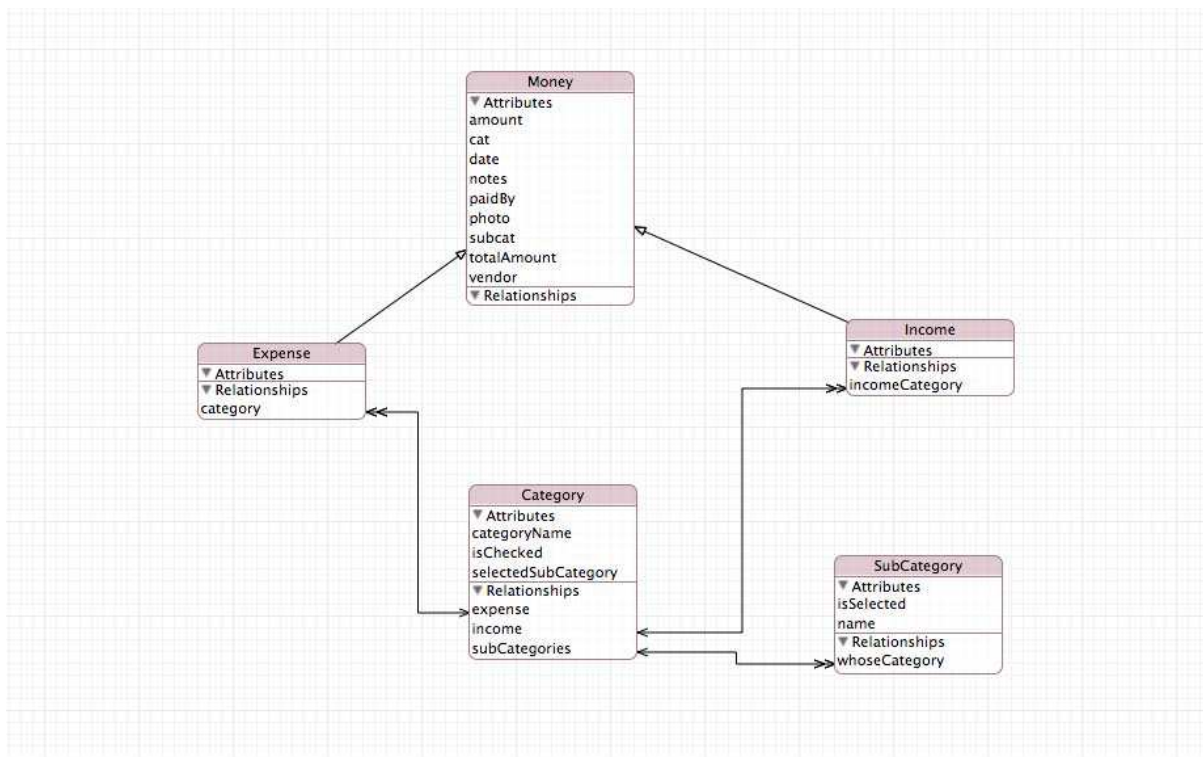 Money
Attributes
amount
cat
date
notes
paidBy
photo
subcat
totalAmount
vendor
Relationships
Expense
Attributes
Relationships
category
Income
Attributes
Relationships
incomeCategory
Category
Attributes
categoryName
isChecked
selectedSubCategory
Relationships
expense
income
subCategories
SubCategory
Attributes
isSelected
name
Relationships
whoseCategory